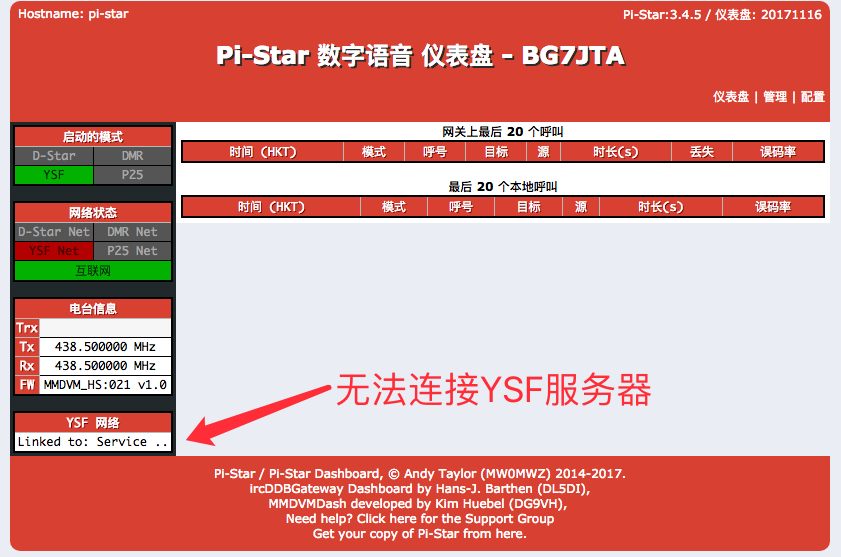 Hostname: pi-star
Pi-Star:3.4.5 / 仪表盘: 20171116
Pi-Star 数字语音 仪表盘 - BG7JTA
仪表盘 | 管理 | 配置
启动的模式
D-Star DMR
YSF P25
网络状态
D-Star Net DMR Net
YSF Net P25 Net
互联网
电台信息
Trx
Tx 438.500000 MHz
Rx 438.500000 MHz
FW MMDVM_HS:021 v1.0
YSF 网络
Linked to: Service ..
网关上最后 20 个呼叫
时间 (HKT) 模式 呼号 目标 源 时长(s) 丢失 误码率
最后 20 个本地呼叫
时间 (HKT) 模式 呼号 目标 源 时长(s) 误码率
无法连接YSF服务器
Pi-Star / Pi-Star Dashboard, © Andy Taylor (MW0MWZ) 2014-2017.
ircDDBGateway Dashboard by Hans-J. Barthen (DL5DI),
MMDVMDash developed by Kim Huebel (DG9VH),
Need help? Click here for the Support Group
Get your copy of Pi-Star from here.